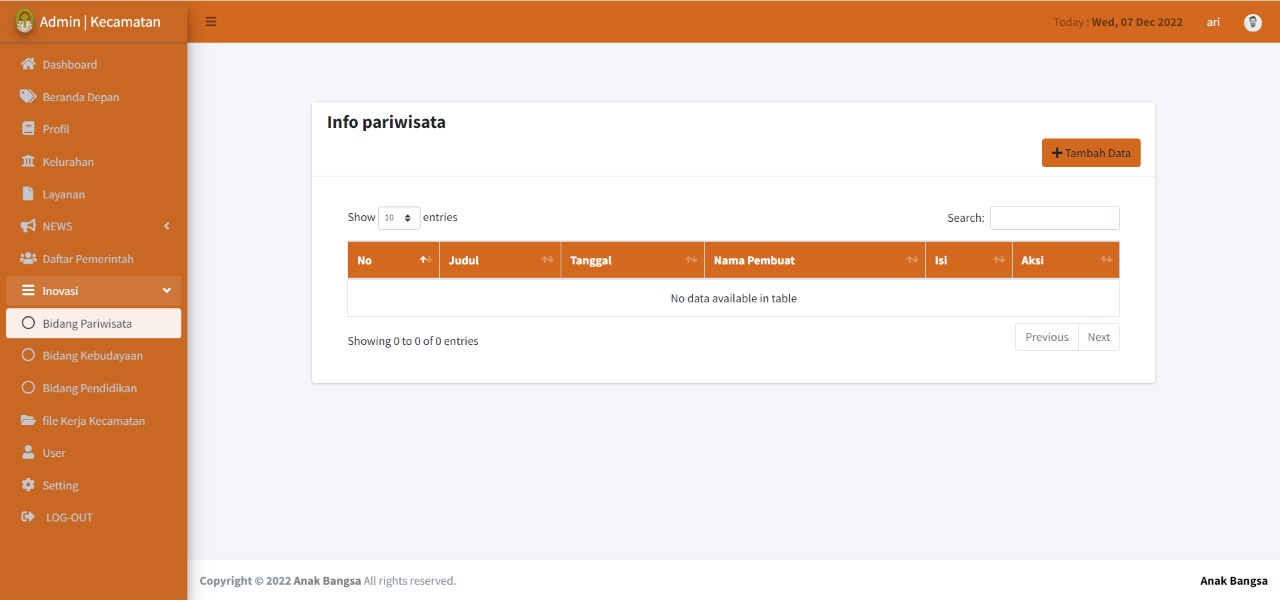 Admin | Kecamatan
Today : Wed, 07 Dec 2022
ari
Dashboard
Beranda Depan
Profil
Kelurahan
Layanan
NEWS
Daftar Pemerintah
Inovasi
Bidang Pariwisata
Bidang Kebudayaan
Bidang Pendidikan
file Kerja Kecamatan
User
Setting
LOG-OUT
Info pariwisata
Tambah Data
Show 10 entries
Search:
No Judul Tanggal Nama Pembuat Isi Aksi
No data available in table
Showing 0 to 0 of 0 entries
Previous Next
Copyright © 2022 Anak Bangsa All rights reserved.
Anak Bangsa